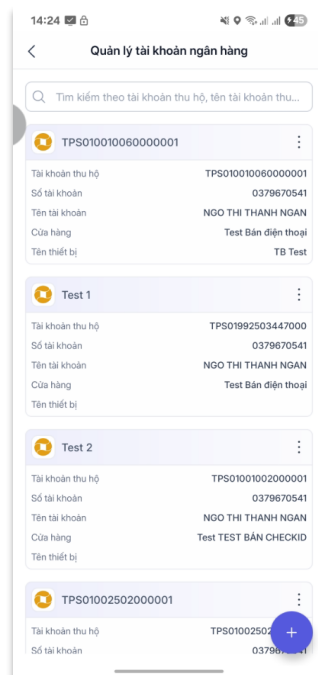 14:24
45
Quản lý tài khoản ngân hàng
Tìm kiếm theo tài khoản thu hộ, tên tài khoản thu...
TPS010010060000001
Tài khoản thu hộ TPS010010060000001
Số tài khoản 0379670541
Tên tài khoản NGO THI THANH NGAN
Cửa hàng Test Bán điện thoại
Tên thiết bị TB Test
Test 1
Tài khoản thu hộ TPS01992503447000
Số tài khoản 0379670541
Tên tài khoản NGO THI THANH NGAN
Cửa hàng Test Bán điện thoại
Tên thiết bị
Test 2
Tài khoản thu hộ TPS01001002000001
Số tài khoản 0379670541
Tên tài khoản NGO THI THANH NGAN
Cửa hàng Test TEST BÁN CHECKID
Tên thiết bị
TPS01002502000001
Tài khoản thu hộ TPS0100250
Số tài khoản